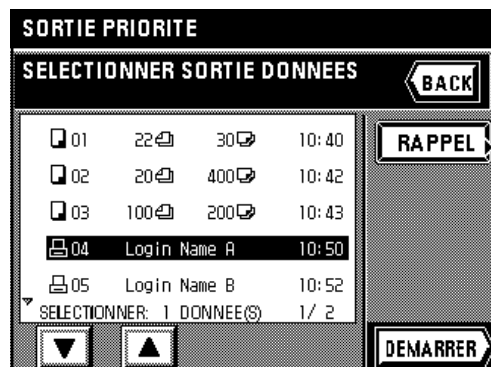 SORTIE PRIORITE
SELECTIONNER SORTIE DONNEES
BACK
01 22 30 10:40
02 20 400 10:42
03 100 200 10:43
04 Login Name A 10:50
05 Login Name B 10:52
SELECTIONNER: 1 DONNEE(S) 1/ 2
RAPPEL
DEMARRER